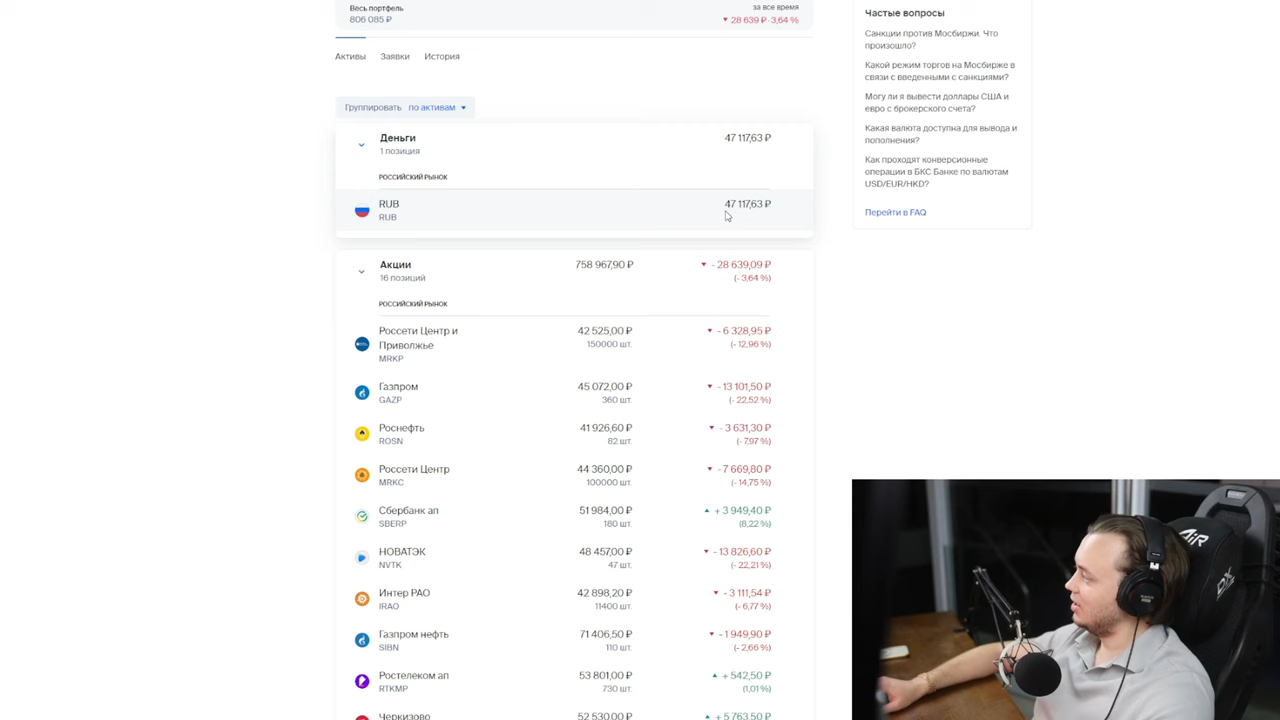 Весь портфель
за все время
806 085 ₽
28 639 ₽ · 3,64 %
Активы
Заявки
История
Группировать по активам
Деньги
47 117,63 ₽
1 позиция
РОССИЙСКИЙ РЫНОК
RUB
47 117,63 ₽
RUB
Акции
758 967,90 ₽
- 28 639,09 ₽
16 позиций
(- 3,64 %)
РОССИЙСКИЙ РЫНОК
Россети Центр и
Приволжье
MRKP
42 525,00 ₽
150000 шт.
- 6 328,95 ₽
(- 12,96 %)
Газпром
GAZP
45 072,00 ₽
360 шт.
- 13 101,50 ₽
(- 22,52 %)
Роснефть
ROSN
41 926,60 ₽
82 шт.
- 3 631,30 ₽
(- 7,97 %)
Россети Центр
MRKC
44 360,00 ₽
100000 шт.
- 7 669,80 ₽
(- 14,75 %)
Сбербанк ап
SBERP
51 984,00 ₽
180 шт.
+ 3 949,40 ₽
(8,22 %)
НОВАТЭК
NVTK
48 457,00 ₽
47 шт.
- 13 826,60 ₽
(- 22,21 %)
Интер РАО
IRAO
42 898,20 ₽
11400 шт.
- 3 111,54 ₽
(- 6,77 %)
Газпром нефть
SIBN
71 406,50 ₽
110 шт.
- 1 949,90 ₽
(- 2,66 %)
Ростелеком ап
RTKMP
53 801,00 ₽
730 шт.
+ 542,50 ₽
(1,01 %)
Черкизово
52 530,00 ₽
+ 5 763,50 ₽
Частые вопросы
Санкции против Мосбиржи. Что
произошло?
Какой режим торгов на Мосбирже в
связи с введенными с санкциями?
Могу ли я вывести доллары США и
евро с брокерского счета?
Какая валюта доступна для вывода и
пополнения?
Как проходят конверсионные
операции в БКС Банке по валютам
USD/EUR/HKD?
Перейти в FAQ
AIR